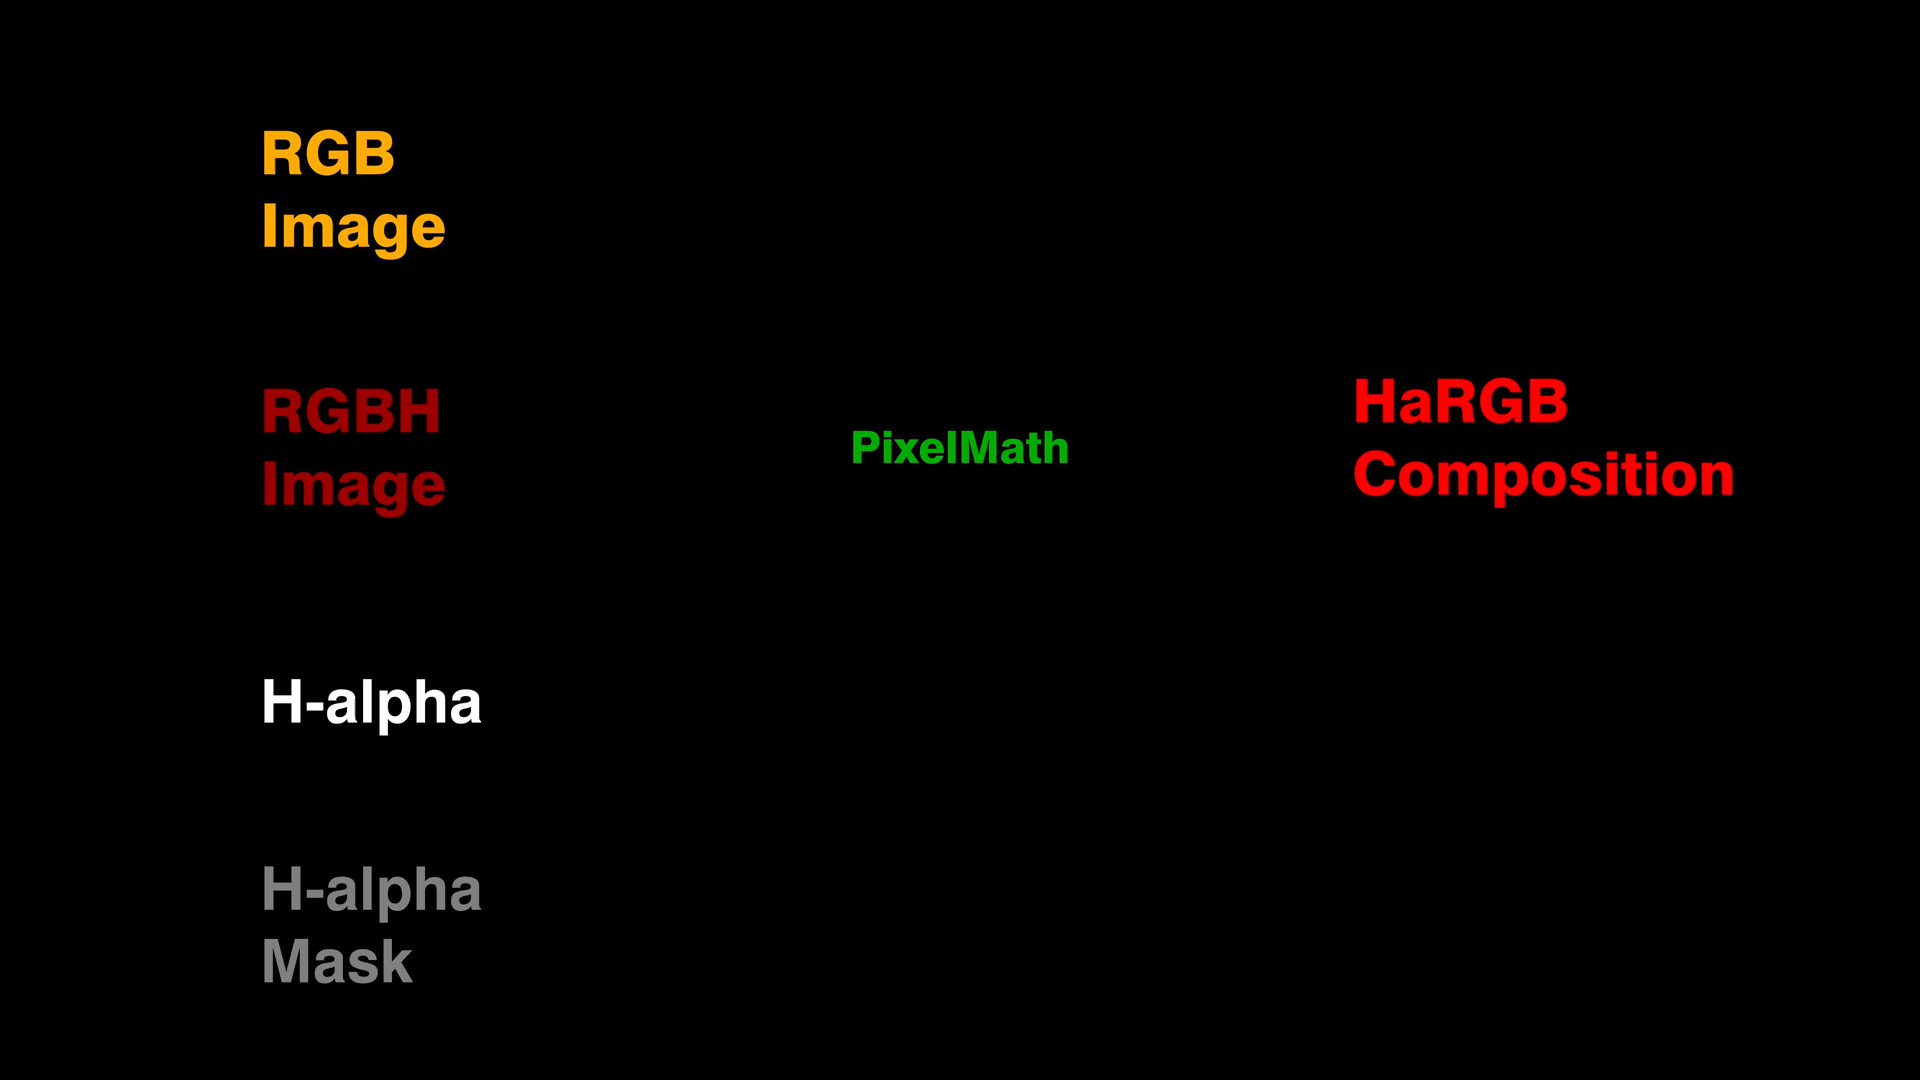 RGB
Image
RGBH
Image
PixelMath
HaRGB
Composition
H-alpha
H-alpha
Mask